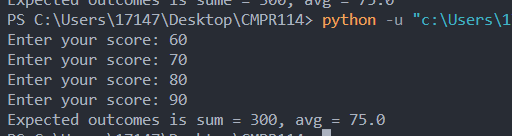 Expected outcomes is sume = 300, avg = 75.0
PS C:\Users\17147\Desktop\CMPR114> python -u "c:\Users\1
Enter your score: 60
Enter your score: 70
Enter your score: 80
Enter your score: 90
Expected outcomes is sum = 300, avg = 75.0
PS C:\Users\17147\Desktop\CMPR114>